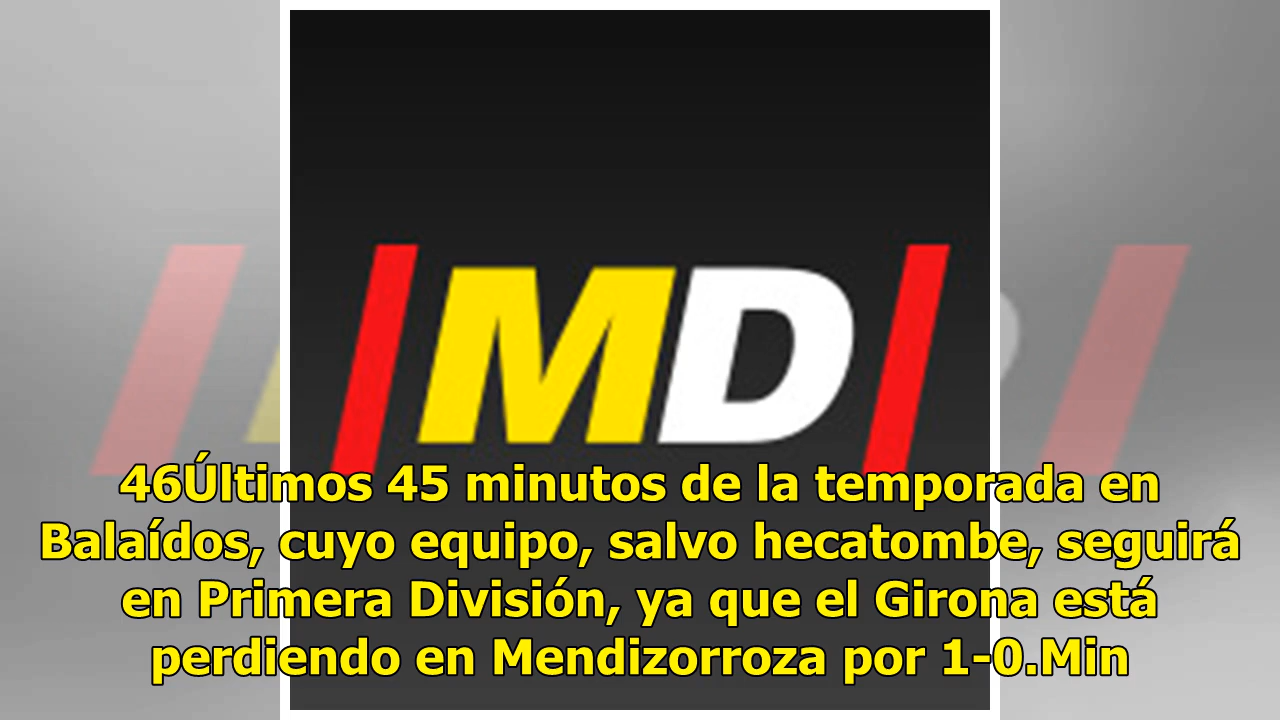 |MD|
46Últimos 45 minutos de la temporada en
Balaídos, cuyo equipo, salvo hecatombe, seguirá
en Primera División, ya que el Girona está
perdiendo en Mendizorroza por 1-0.Min